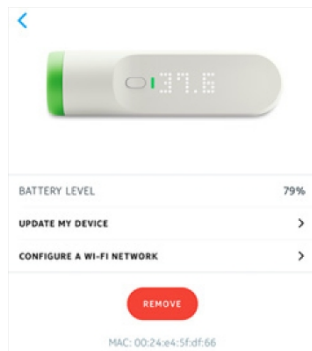 37.6
BATTERY LEVEL 79%
UPDATE MY DEVICE
CONFIGURE A WI-FI NETWORK
REMOVE
MAC: 00:24:e4:5f:df:66